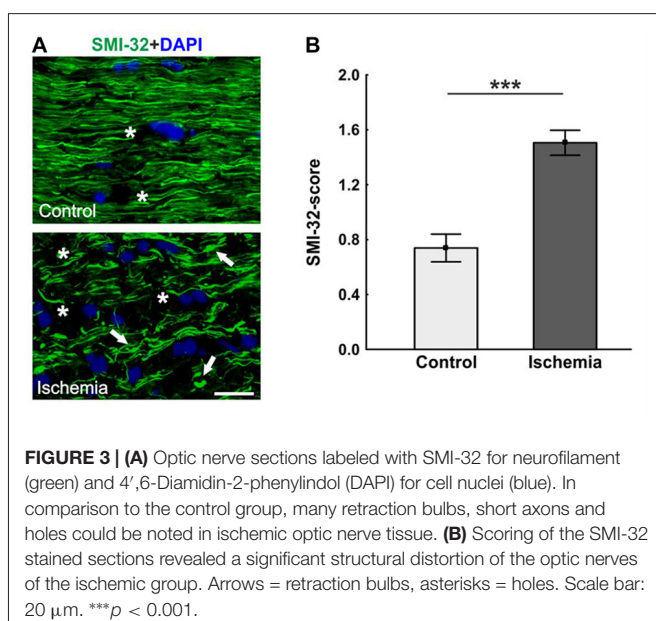 A
SMI-32+DAPI
*
*
Control
*
*
*
Ischemia
B
SMI-32-score
2.0
1.6
1.2
0.8
0.4
0.0
***
Control
Ischemia
FIGURE 3 | (A) Optic nerve sections labeled with SMI-32 for neurofilament
(green) and 4′,6-Diamidin-2-phenylindol (DAPI) for cell nuclei (blue). In
comparison to the control group, many retraction bulbs, short axons and
holes could be noted in ischemic optic nerve tissue. (B) Scoring of the SMI-32
stained sections revealed a significant structural distortion of the optic nerves
of the ischemic group. Arrows = retraction bulbs, asterisks = holes. Scale bar:
20 μm. ***p < 0.001.